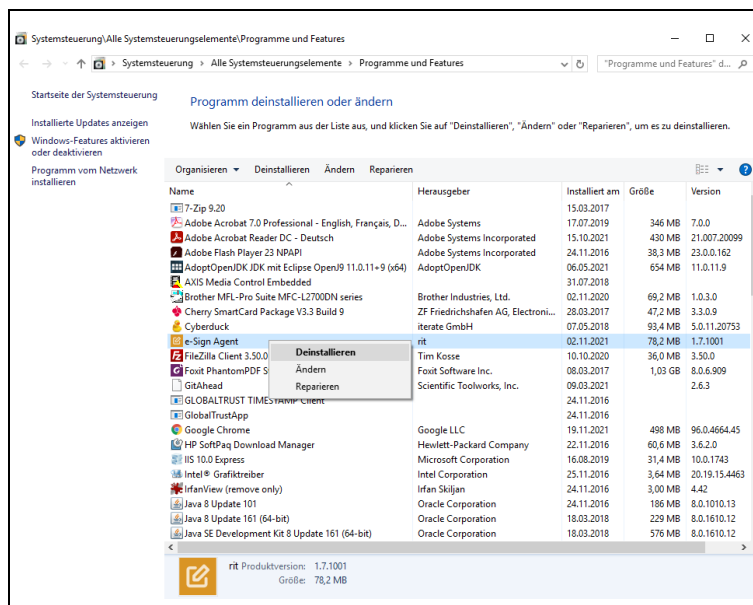 Systemsteuerung\Alle Systemsteuerungselemente\Programme und Features
Systemsteuerung > Alle Systemsteuerungselemente > Programme und Features
"Programme und Features" d...
Startseite der Systemsteuerung
Installierte Updates anzeigen
Windows-Features aktivieren
oder deaktivieren
Programm vom Netzwerk
installieren
Programm deinstallieren oder ändern
Wählen Sie ein Programm aus der Liste aus, und klicken Sie auf "Deinstallieren", "Ändern" oder "Reparieren", um es zu deinstallieren.
Organisieren Deinstallieren Ändern Reparieren
Name Herausgeber Installiert am Größe Version
7-Zip 9.20 15.03.2017
Adobe Acrobat 7.0 Professional - English, Français, D... Adobe Systems 17.07.2019 346 MB 7.0.0
Adobe Acrobat Reader DC - Deutsch Adobe Systems Incorporated 15.10.2021 430 MB 21.007.20099
Adobe Flash Player 23 NPAPI Adobe Systems Incorporated 24.11.2016 38,3 MB 23.0.0.162
AdoptOpenJDK JDK mit Eclipse OpenJ9 11.0.11+9 (x64) AdoptOpenJDK 06.05.2021 654 MB 11.0.11.9
AXIS Media Control Embedded 31.07.2018
Brother MFL-Pro Suite MFC-L2700DN series Brother Industries, Ltd. 02.11.2020 69,2 MB 1.0.3.0
Cherry SmartCard Package V3.3 Build 9 ZF Friedrichshafen AG, Electroni... 28.03.2017 47,2 MB 3.3.0.9
Cyberduck iterate GmbH 07.05.2018 93,4 MB 5.0.11.20753
e-Sign Agent rit 02.11.2021 78,2 MB 1.7.1001
FileZilla Client 3.50.0 Tim Kosse 10.10.2020 36,0 MB 3.50.0
Foxit PhantomPDF S Foxit Software Inc. 08.03.2017 1,03 GB 8.0.6.909
GitAhead Scientific Toolworks, Inc. 09.03.2021 2.6.3
Deinstallieren
Ändern
Reparieren
GLOBALTRUST TIMESTAMP Client 24.11.2016
GlobalTrustApp 24.11.2016
Google Chrome Google LLC 19.11.2021 498 MB 96.0.4664.45
HP SoftPaq Download Manager Hewlett-Packard Company 22.11.2016 60,6 MB 3.6.2.0
IIS 10.0 Express Microsoft Corporation 16.08.2019 31,4 MB 10.0.1743
Intel® Grafiktreiber Intel Corporation 25.11.2016 3,64 MB 20.19.15.4463
IrfanView (remove only) Irfan Skiljan 24.11.2016 3,00 MB 4.42
Java 8 Update 101 Oracle Corporation 24.11.2016 186 MB 8.0.1010.13
Java 8 Update 161 (64-bit) Oracle Corporation 18.03.2018 229 MB 8.0.1610.12
Java SE Development Kit 8 Update 161 (64-bit) Oracle Corporation 18.03.2018 576 MB 8.0.1610.12
rit Produktversion: 1.7.1001
Größe: 78,2 MB